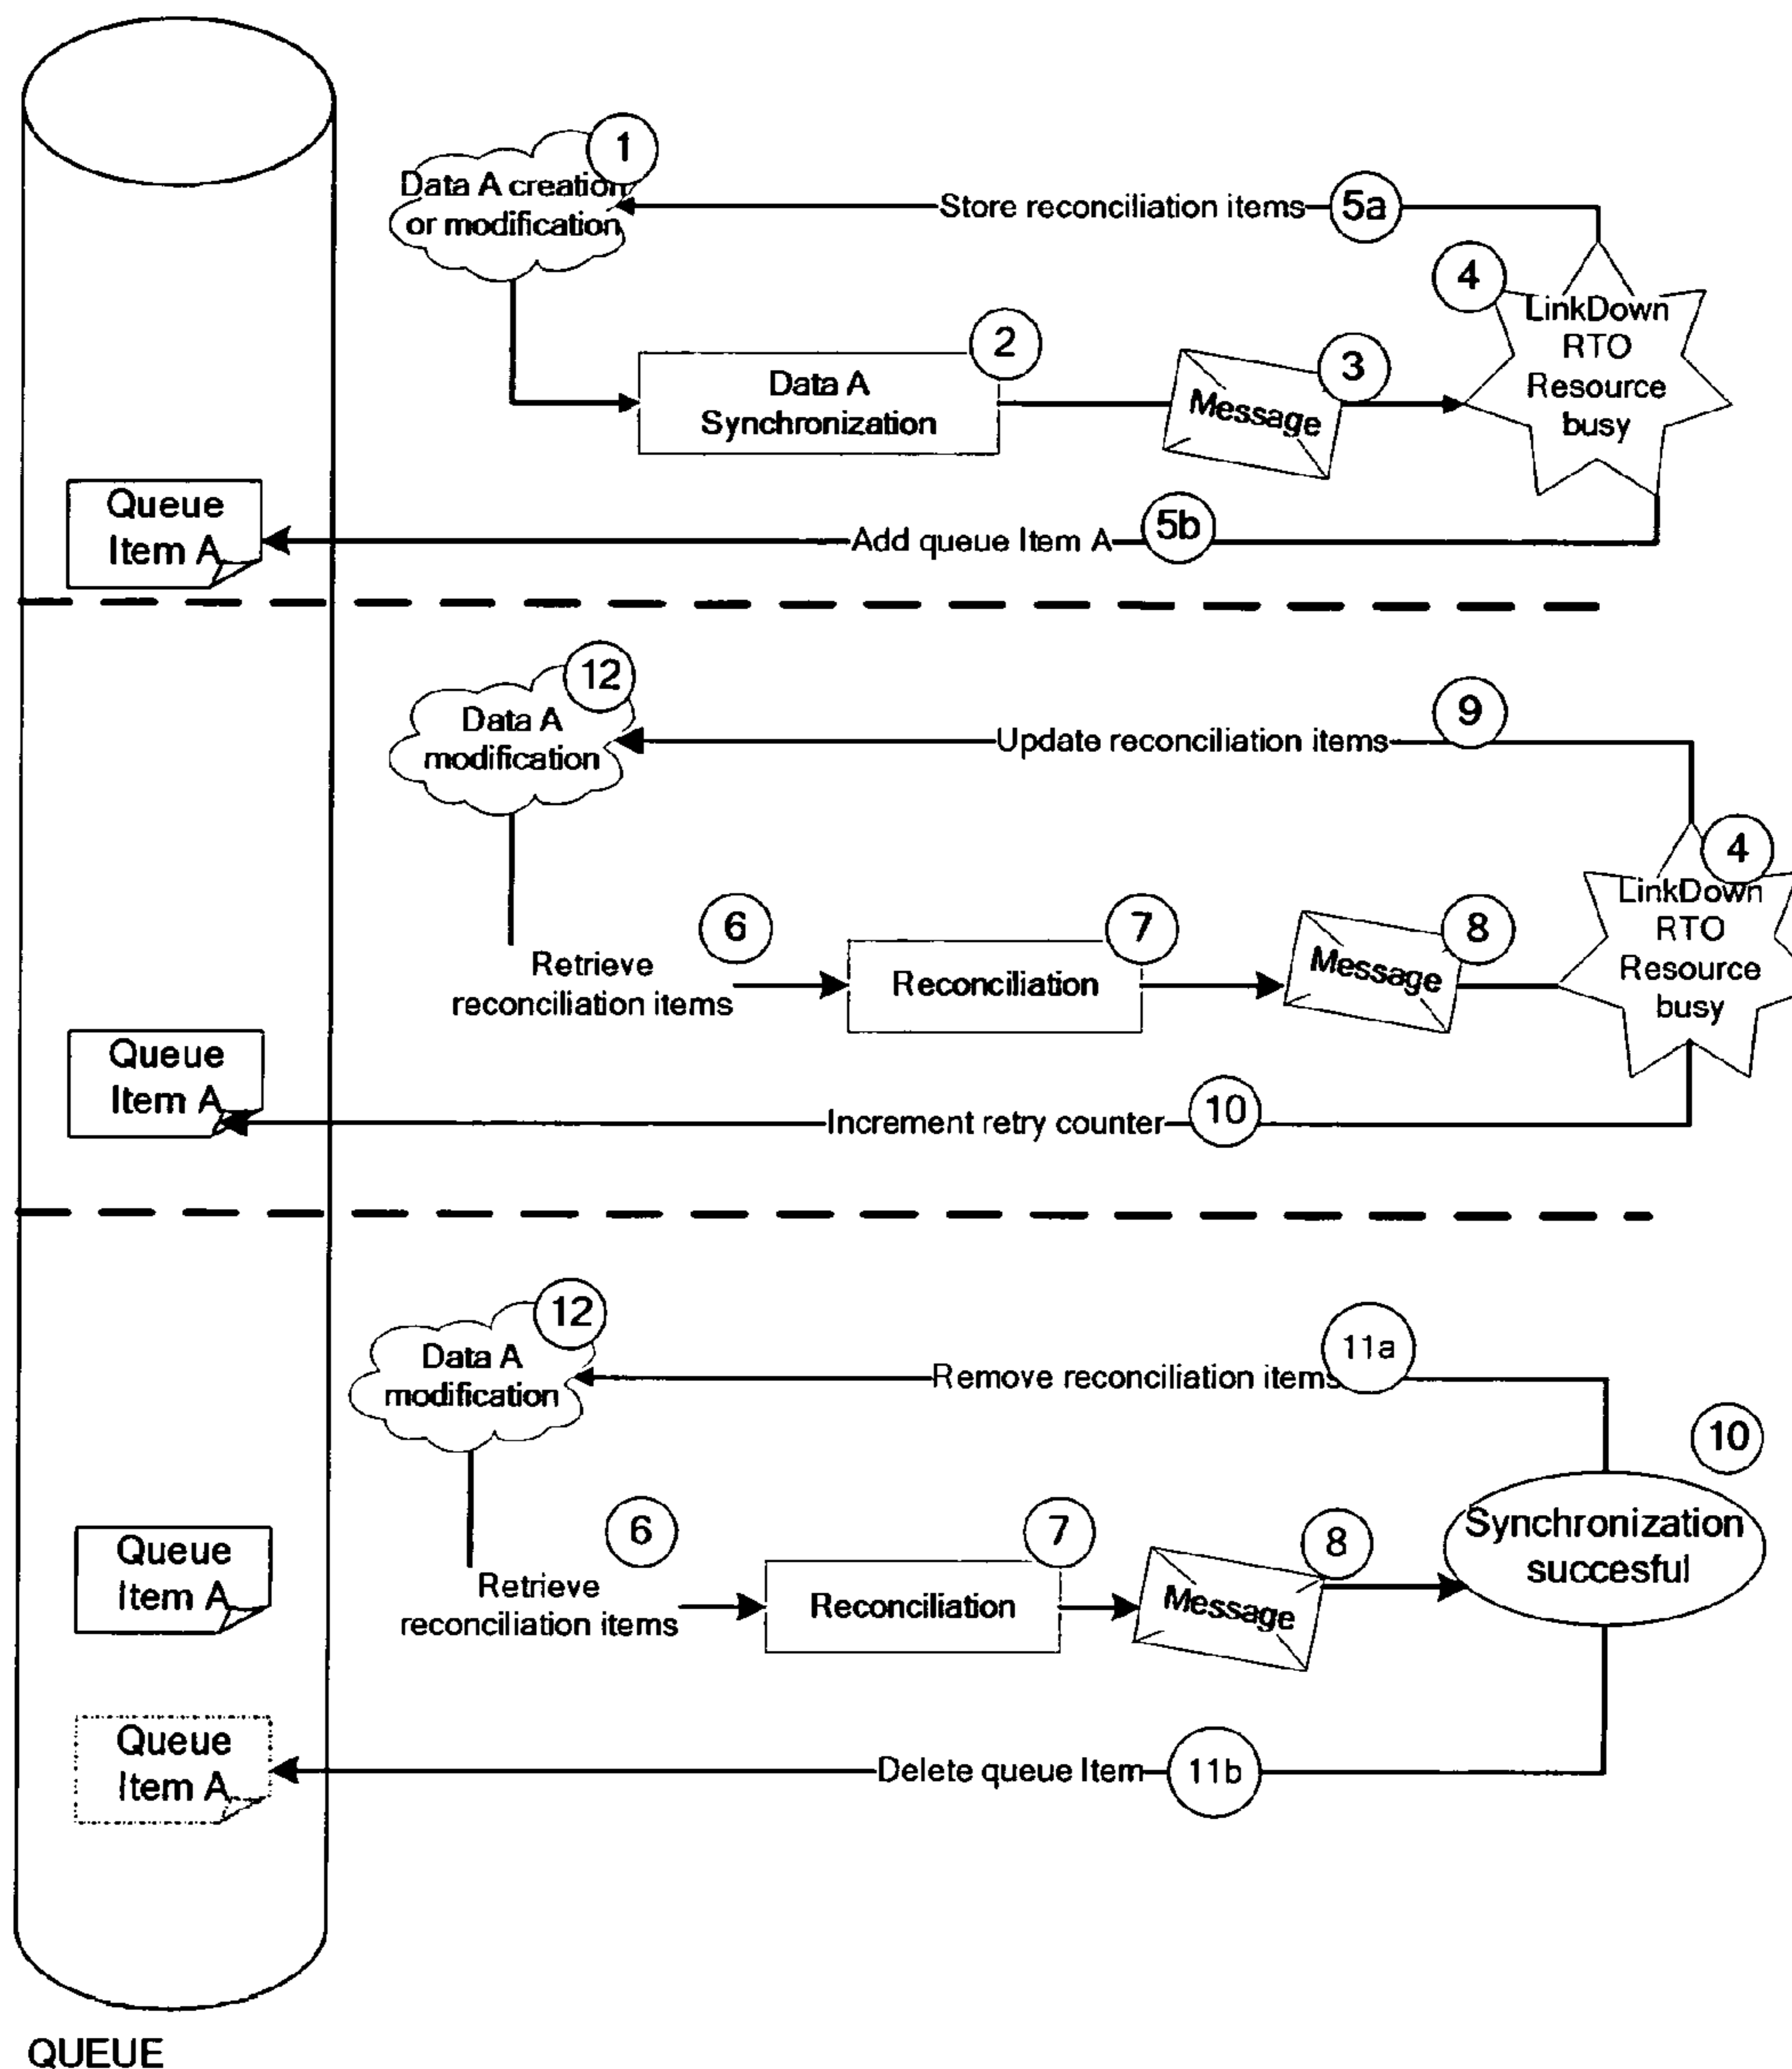 1
Data A creation
or modification
Store reconciliation items
5a
4
LinkDown
RTO
Resource
busy
2
Data A
Synchronization
3
Message
Queue
Item A
Add queue Item A
5b
12
Data A
modification
Update reconciliation items
9
4
LinkDown
RTO
Resource
busy
6
Retrieve
reconciliation items
7
Reconciliation
8
Message
Queue
Item A
Increment retry counter
10
12
Data A
modification
Remove reconciliation items
11a
10
Synchronization
succesful
6
Retrieve
reconciliation items
7
Reconciliation
8
Message
Queue
Item A
Queue
Item A
Delete queue Item
11b
QUEUE